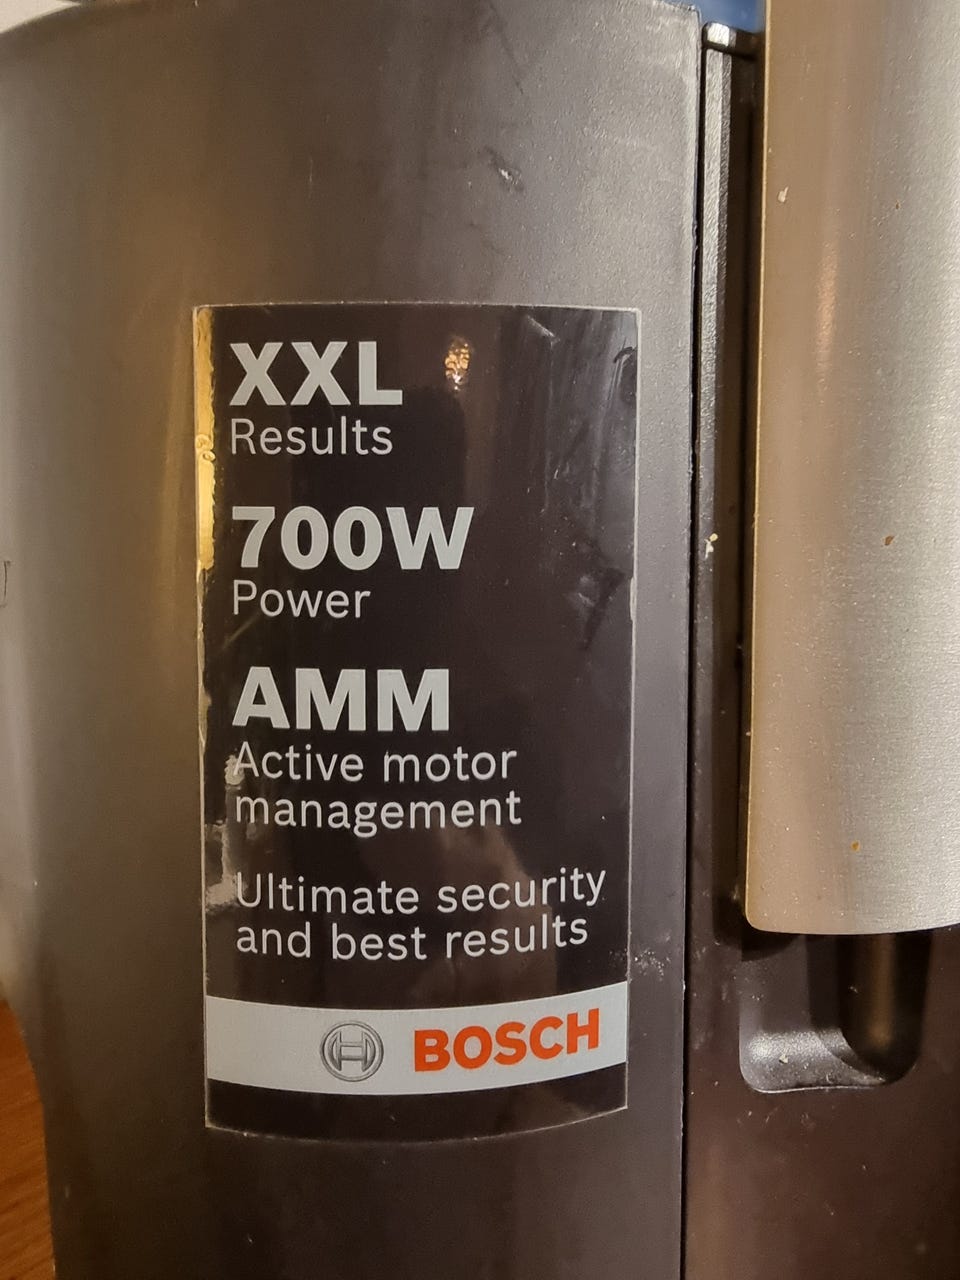 XXL
Results
700W
Power
AMM
Active motor
management
Ultimate security
and best results
BOSCH